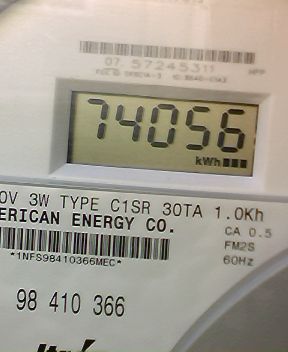 07 57245311
74056
kWh
0V 3W TYPE C1SR 30TA 1.0Kh
ERICAN ENERGY CO.
CA 0.5
FM2S
60Hz
*1NFS98410366MEC*
98 410 366